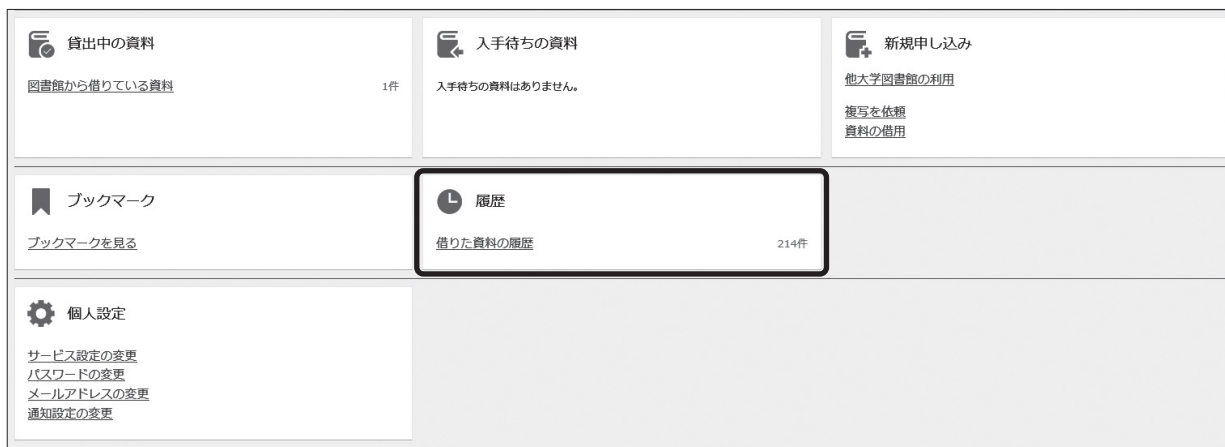 貸出中の資料
図書館から借りている資料 1件
入手待ちの資料
入手待ちの資料はありません。
新規申し込み
他大学図書館の利用
複写を依頼
資料の借用
ブックマーク
ブックマークを見る
履歴
借りた資料の履歴 214件
個人設定
サービス設定の変更
パスワードの変更
メールアドレスの変更
通知設定の変更